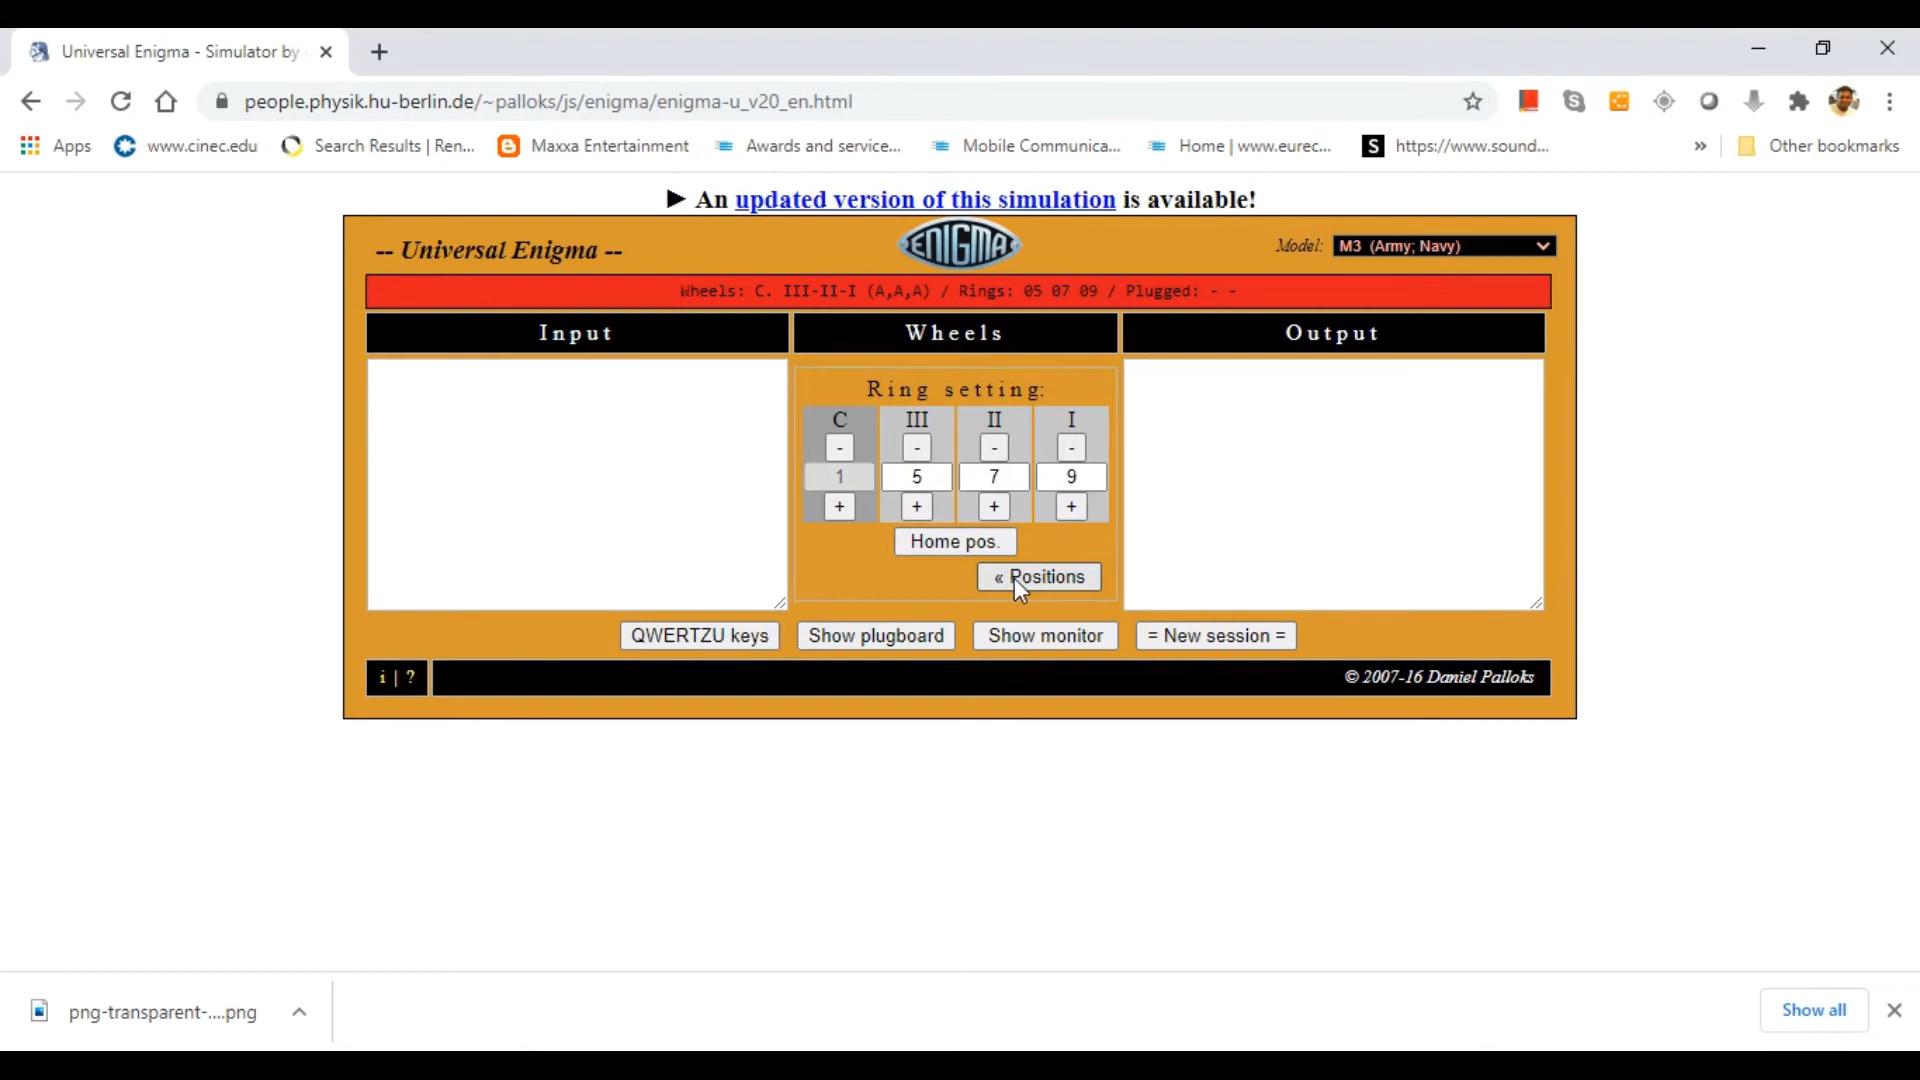 Universal Enigma - Simulator by
people.physik.hu-berlin.de/~palloks/js/enigma/enigma-u_v20_en.html
Apps www.cinec.edu Search Results | Ren... Maxxa Entertainment Awards and service... Mobile Communica... Home | www.eurec... S https://www.sound... » Other bookmarks
► An updated version of this simulation is available!
-- Universal Enigma -- ENIGMA Model: M3 (Army; Navy)
Wheels: C. III-II-I (A,A,A) / Rings: 05 07 09 / Plugged: - -
Input Wheels Output
Ring setting:
C III II I
- - - -
1 5 7 9
+ + + +
Home pos.
« Positions
QWERTZU keys Show plugboard Show monitor = New session =
i | ? © 2007-16 Daniel Palloks
png-transparent-....png Show all